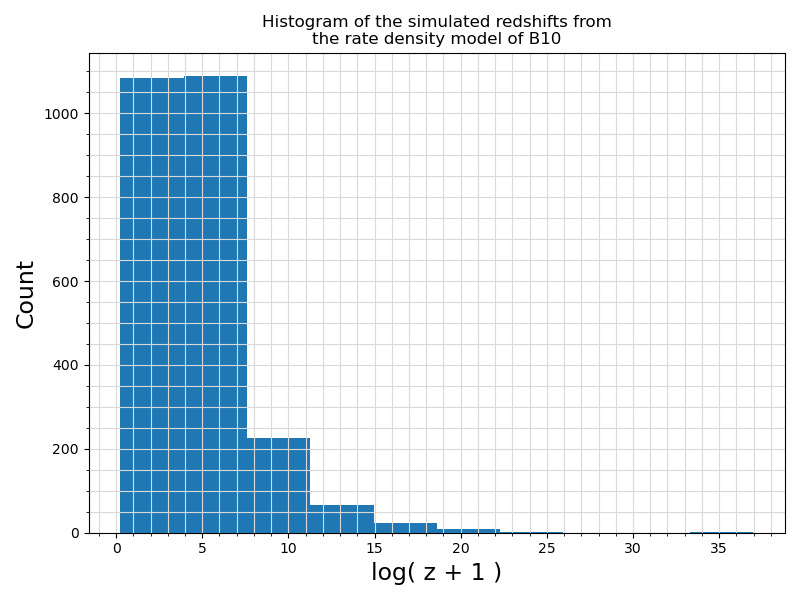 Histogram of the simulated redshifts from
the rate density model of B10
1000
800
600
400
200
0
Count
0 5 10 15 20 25 30 35
log( z + 1 )